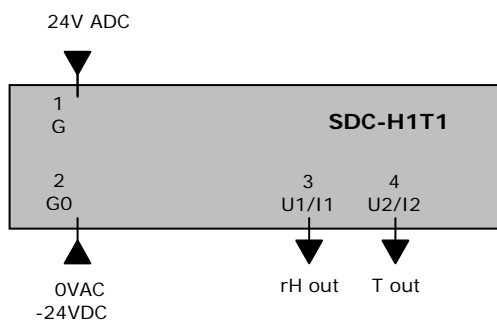 24V ADC
1
G
SDC-H1T1
2
G0
3
U1/I1
4
U2/I2
0VAC
-24VDC
rH out
T out